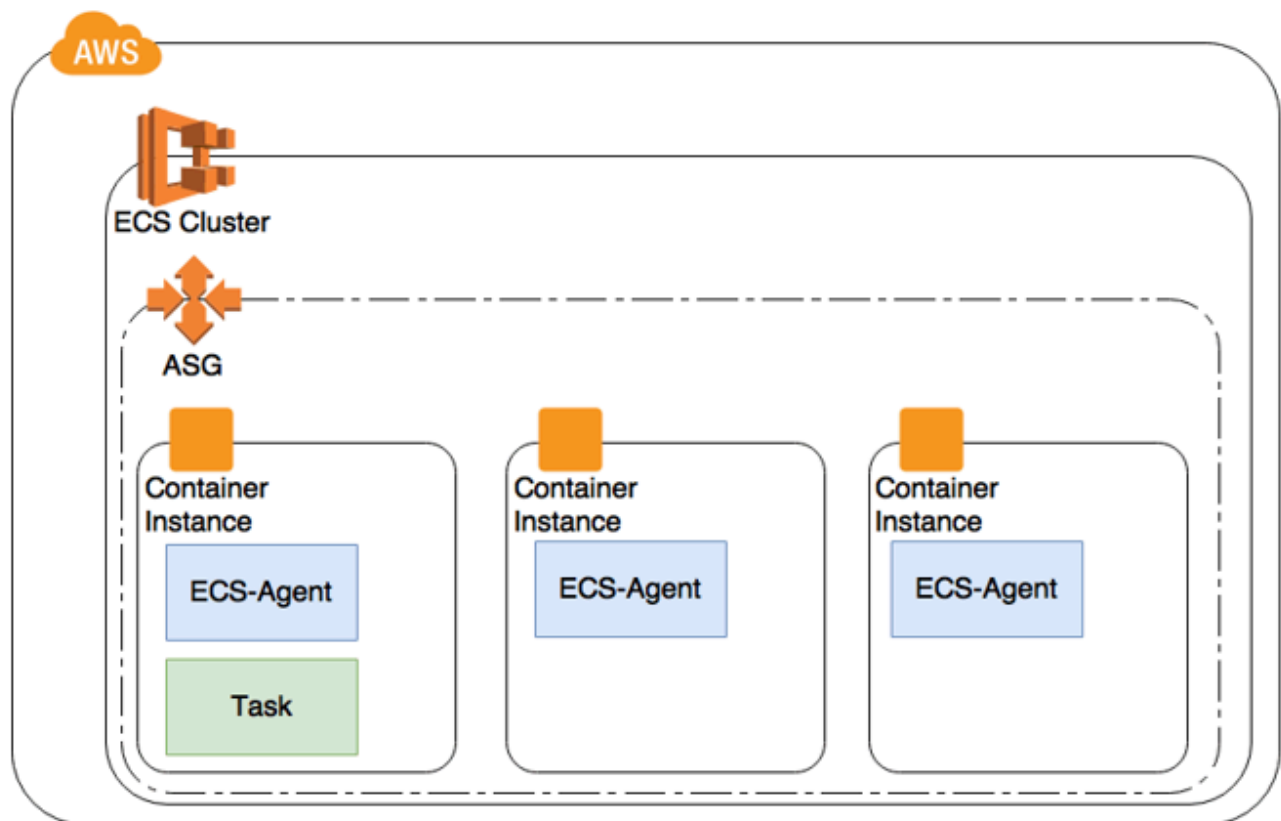 AWS
ECS Cluster
ASG
Container
Instance
ECS-Agent
Task
Container
Instance
ECS-Agent
Container
Instance
ECS-Agent